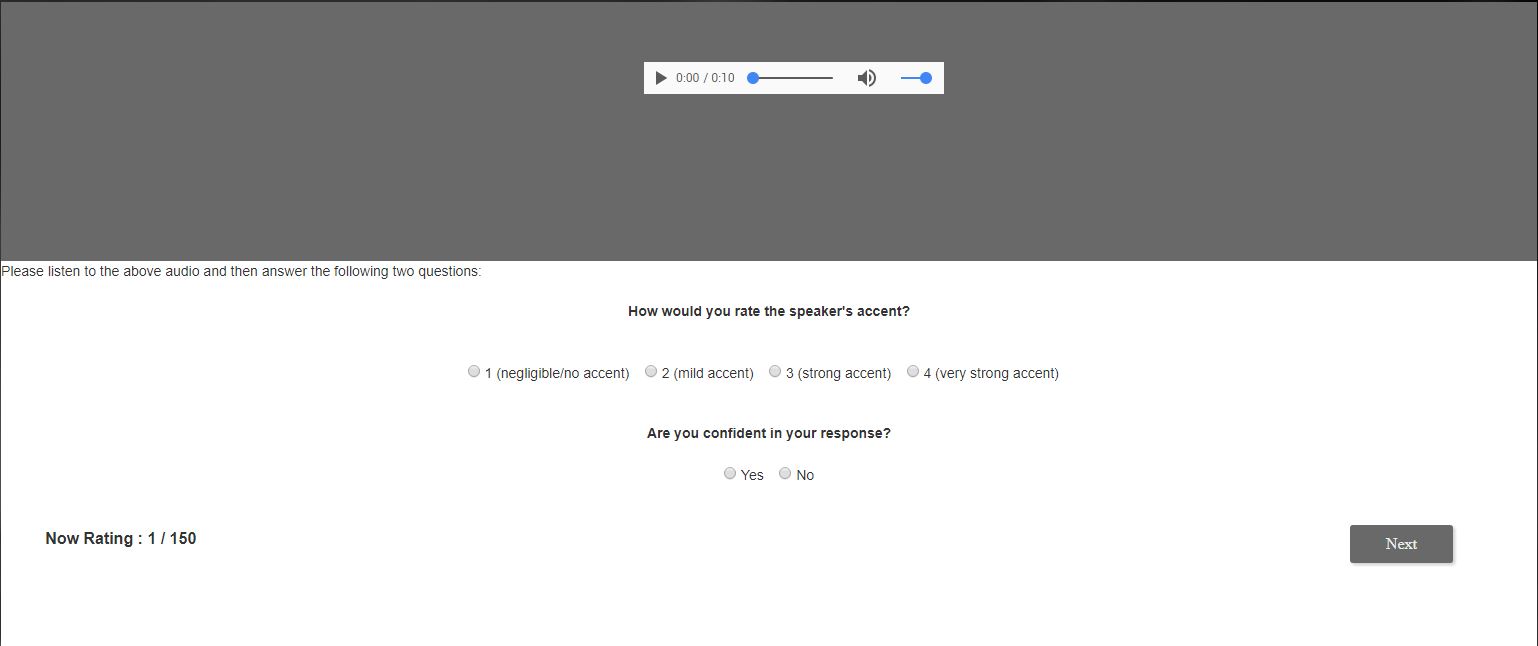 0:00 / 0:10
Please listen to the above audio and then answer the following two questions:
How would you rate the speaker's accent?
1 (negligible/no accent) 2 (mild accent) 3 (strong accent) 4 (very strong accent)
Are you confident in your response?
Yes No
Now Rating : 1 / 150
Next